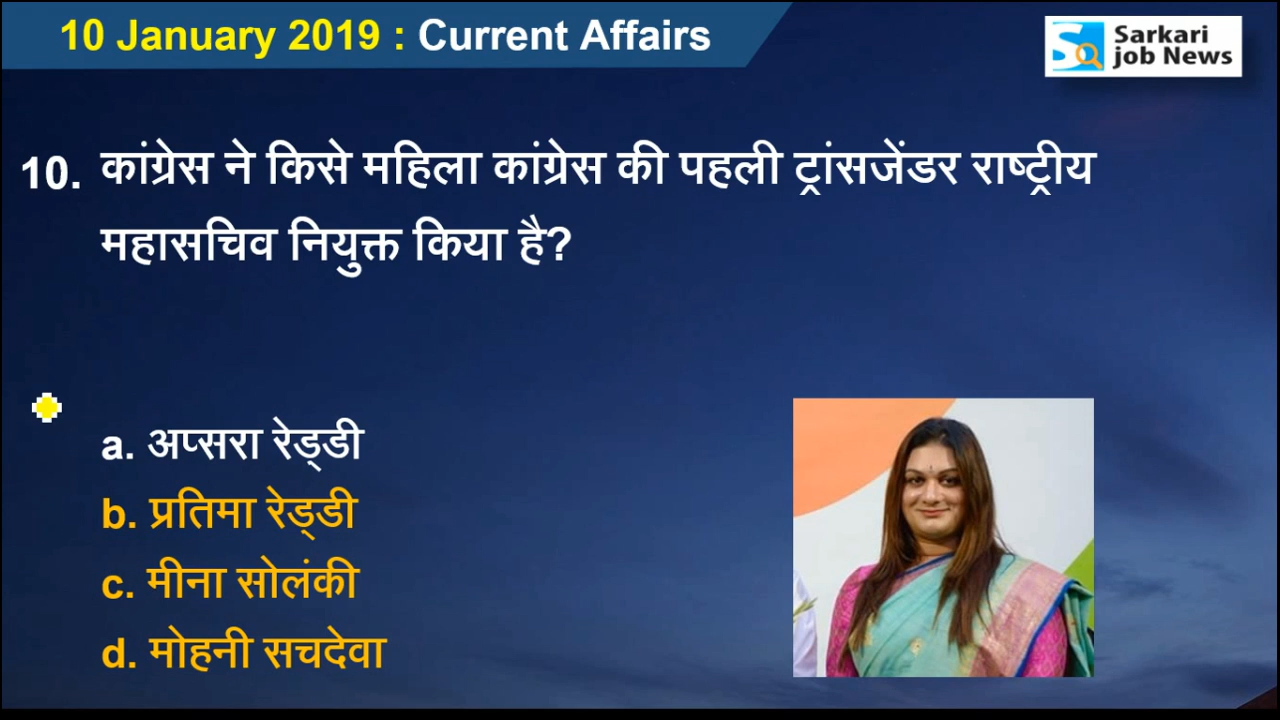 10 January 2019 : Current Affairs
Sarkari
Job News
10. कांग्रेस ने किसे महिला कांग्रेस की पहली ट्रांसजेंडर राष्ट्रीय
महासचिव नियुक्त किया है?
a. अप्सरा रेड्डी
b. प्रतिमा रेड्डी
c. मीना सोलंकी
d. मोहनी सचदेवा